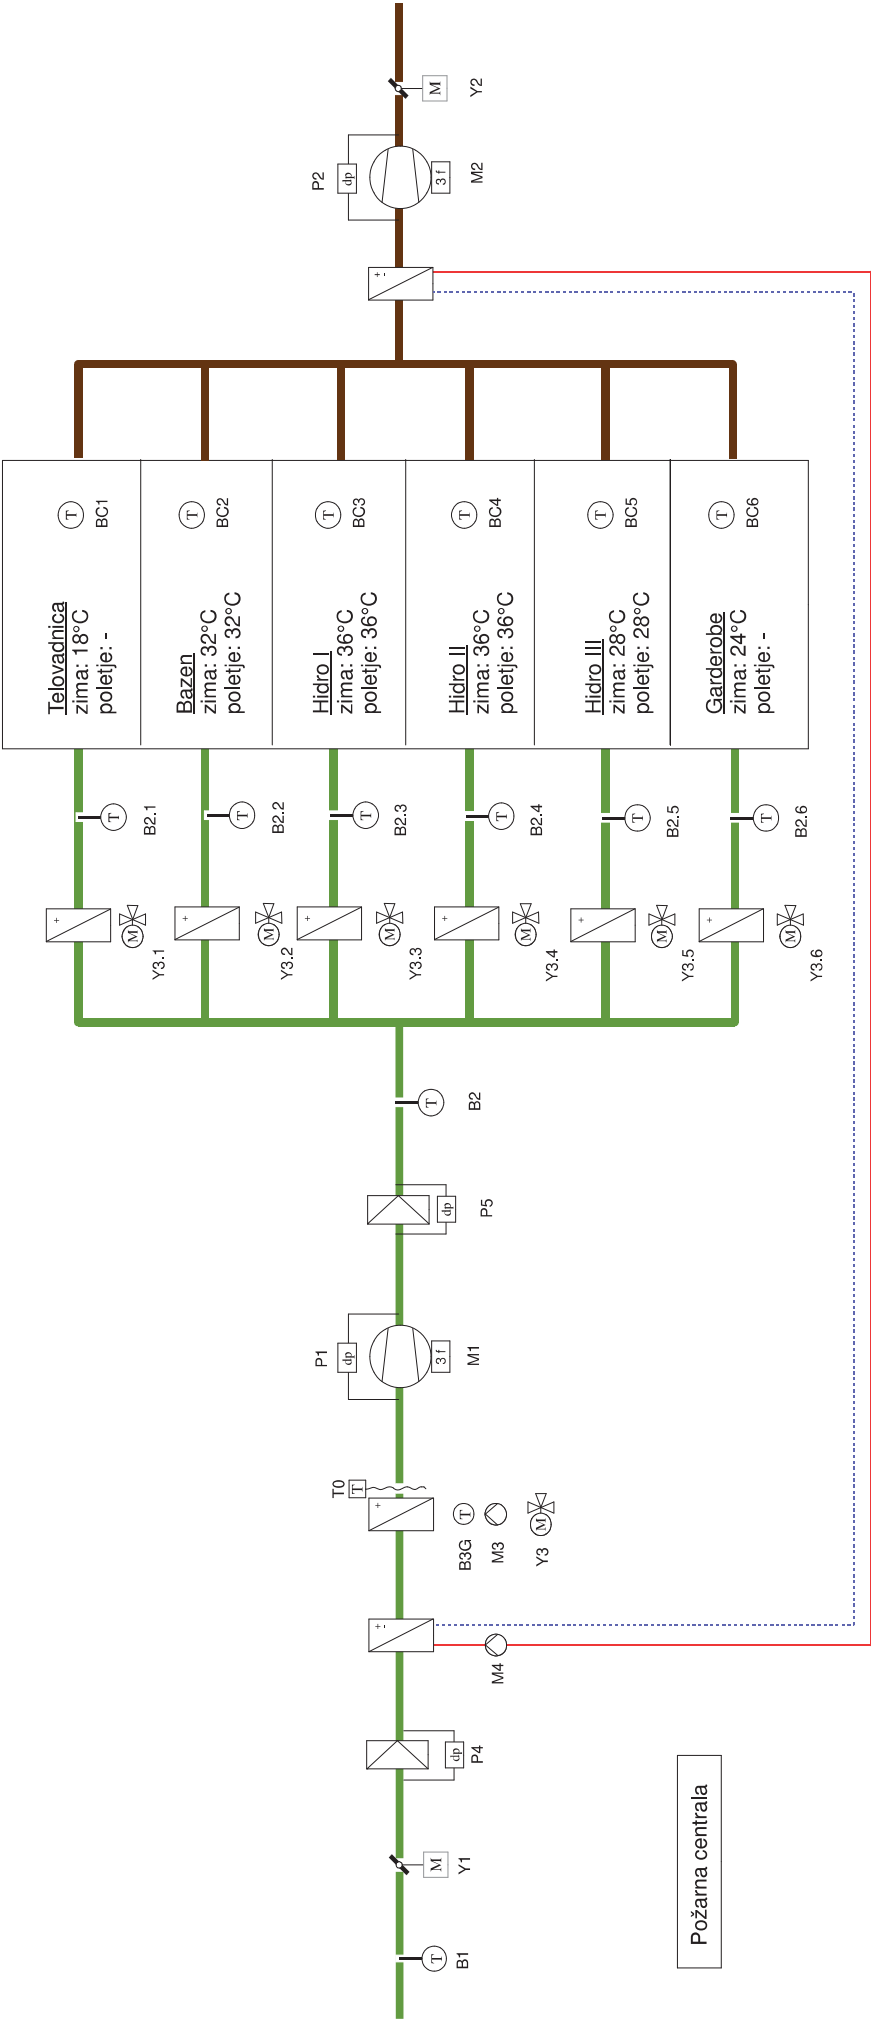 Telovadnica
zima: 18°C
poletje: -
T
BC1
Bazen
zima: 32°C
poletje: 32°C
T
BC2
Hidro I
zima: 36°C
poletje: 36°C
T
BC3
Hidro II
zima: 36°C
poletje: 36°C
T
BC4
Hidro III
zima: 28°C
poletje: 28°C
T
BC5
Garderobe
zima: 24°C
poletje: -
T
BC6
+
M
Y3.1
T
B2.1
+
M
Y3.2
T
B2.2
+
M
Y3.3
T
B2.3
+
M
Y3.4
T
B2.4
+
M
Y3.5
T
B2.5
+
M
Y3.6
T
B2.6
T
B1
M
Y1
dp
P4
+ -
M4
T0
T
+
T
B3G
M3
M
Y3
P1
dp
3 f
M1
dp
P5
T
B2
+ -
P2
dp
3 f
M2
M
Y2
Požarna centrala